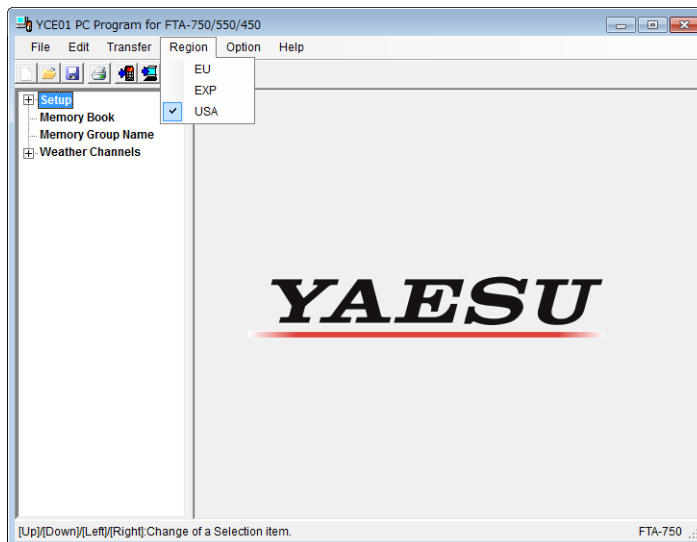 YCE01 PC Program for FTA-750/550/450
File Edit Transfer Region Option Help
EU
EXP
USA
Setup
Memory Book
Memory Group Name
Weather Channels
YAESU
[Up]/[Down]/[Left]/[Right]:Change of a Selection item. FTA-750